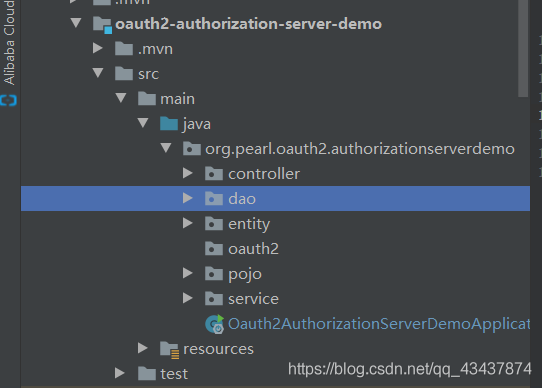 .mvn
Alibaba Cloud
oauth2-authorization-server-demo
.mvn
src
main
java
org.pearl.oauth2.authorizationserverdemo
controller
dao
entity
oauth2
pojo
service
Oauth2AuthorizationServerDemoApplicat
resources
test
https://blog.csdn.net/qq_43437874